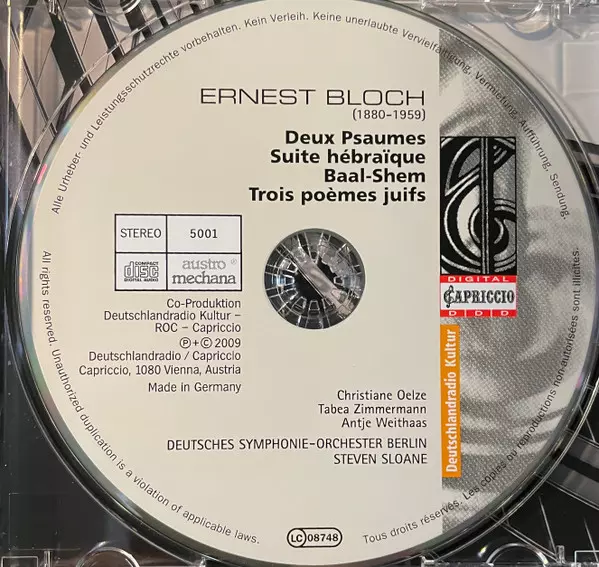 Alle Urheber- und Leistungsschutzrechte vorbehalten. Kein Verleih. Keine unerlaubte Vervielfältigung, Vermietung, Aufführung, Sendung.
ERNEST BLOCH
(1880–1959)
Deux Psaumes
Suite hébraïque
Baal-Shem
Trois poèmes juifs
STEREO
5001
COMPACT
disc
DIGITAL AUDIO
austro ®
mechana
DIGITAL
CAPRICCIO
D D D
Deutschlandradio Kultur
Co-Produktion
Deutschlandradio Kultur –
ROC – Capriccio
Ⓟ+© 2009
Deutschlandradio / Capriccio
Capriccio, 1080 Vienna, Austria
Made in Germany
Christiane Oelze
Tabea Zimmermann
Antje Weithaas
DEUTSCHES SYMPHONIE-ORCHESTER BERLIN
STEVEN SLOANE
LC 08748
All rights reserved. Unauthorized duplication is a violation of applicable laws.
Tous droits réservés. Les copies ou reproductions non-autorisées sont illicites.